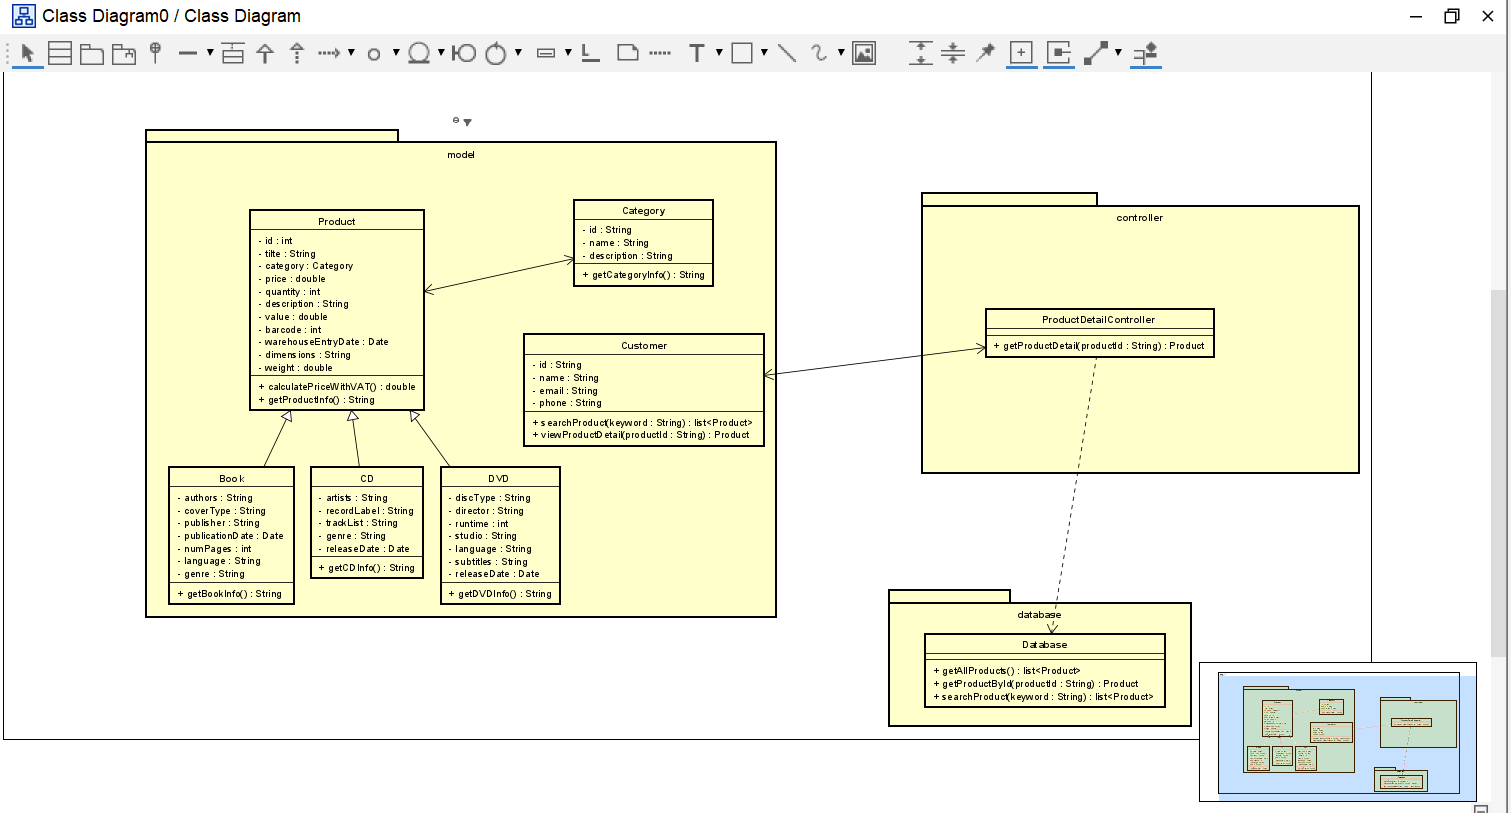 Class Diagram0 / Class Diagram
model
Product
- id : int
- tilte : String
- category : Category
- price : double
- quantity : int
- description : String
- value : double
- barcode : int
- warehouseEntryDate : Date
- dimensions : String
- weight : double
+ calculatePriceWithVAT() : double
+ getProductInfo() : String
Category
- id : String
- name : String
- description : String
+ getCategoryInfo() : String
Customer
- id : String
- name : String
- email : String
- phone : String
+ searchProduct(keyword : String) : list<Product>
+ viewProductDetail(productId : String) : Product
Book
- authors : String
- coverType : String
- publisher : String
- publicationDate : Date
- numPages : int
- language : String
- genre : String
+ getBookInfo() : String
CD
- artists : String
- recordLabel : String
- trackList : String
- genre : String
- releaseDate : Date
+ getCDInfo() : String
DVD
- discType : String
- director : String
- runtime : int
- studio : String
- language : String
- subtitles : String
- releaseDate : Date
+ getDVDInfo() : String
controller
ProductDetailController
+ getProductDetail(productId : String) : Product
database
Database
+ getAllProducts() : list<Product>
+ getProductById(productId : String) : Product
+ searchProduct(keyword : String) : list<Product>